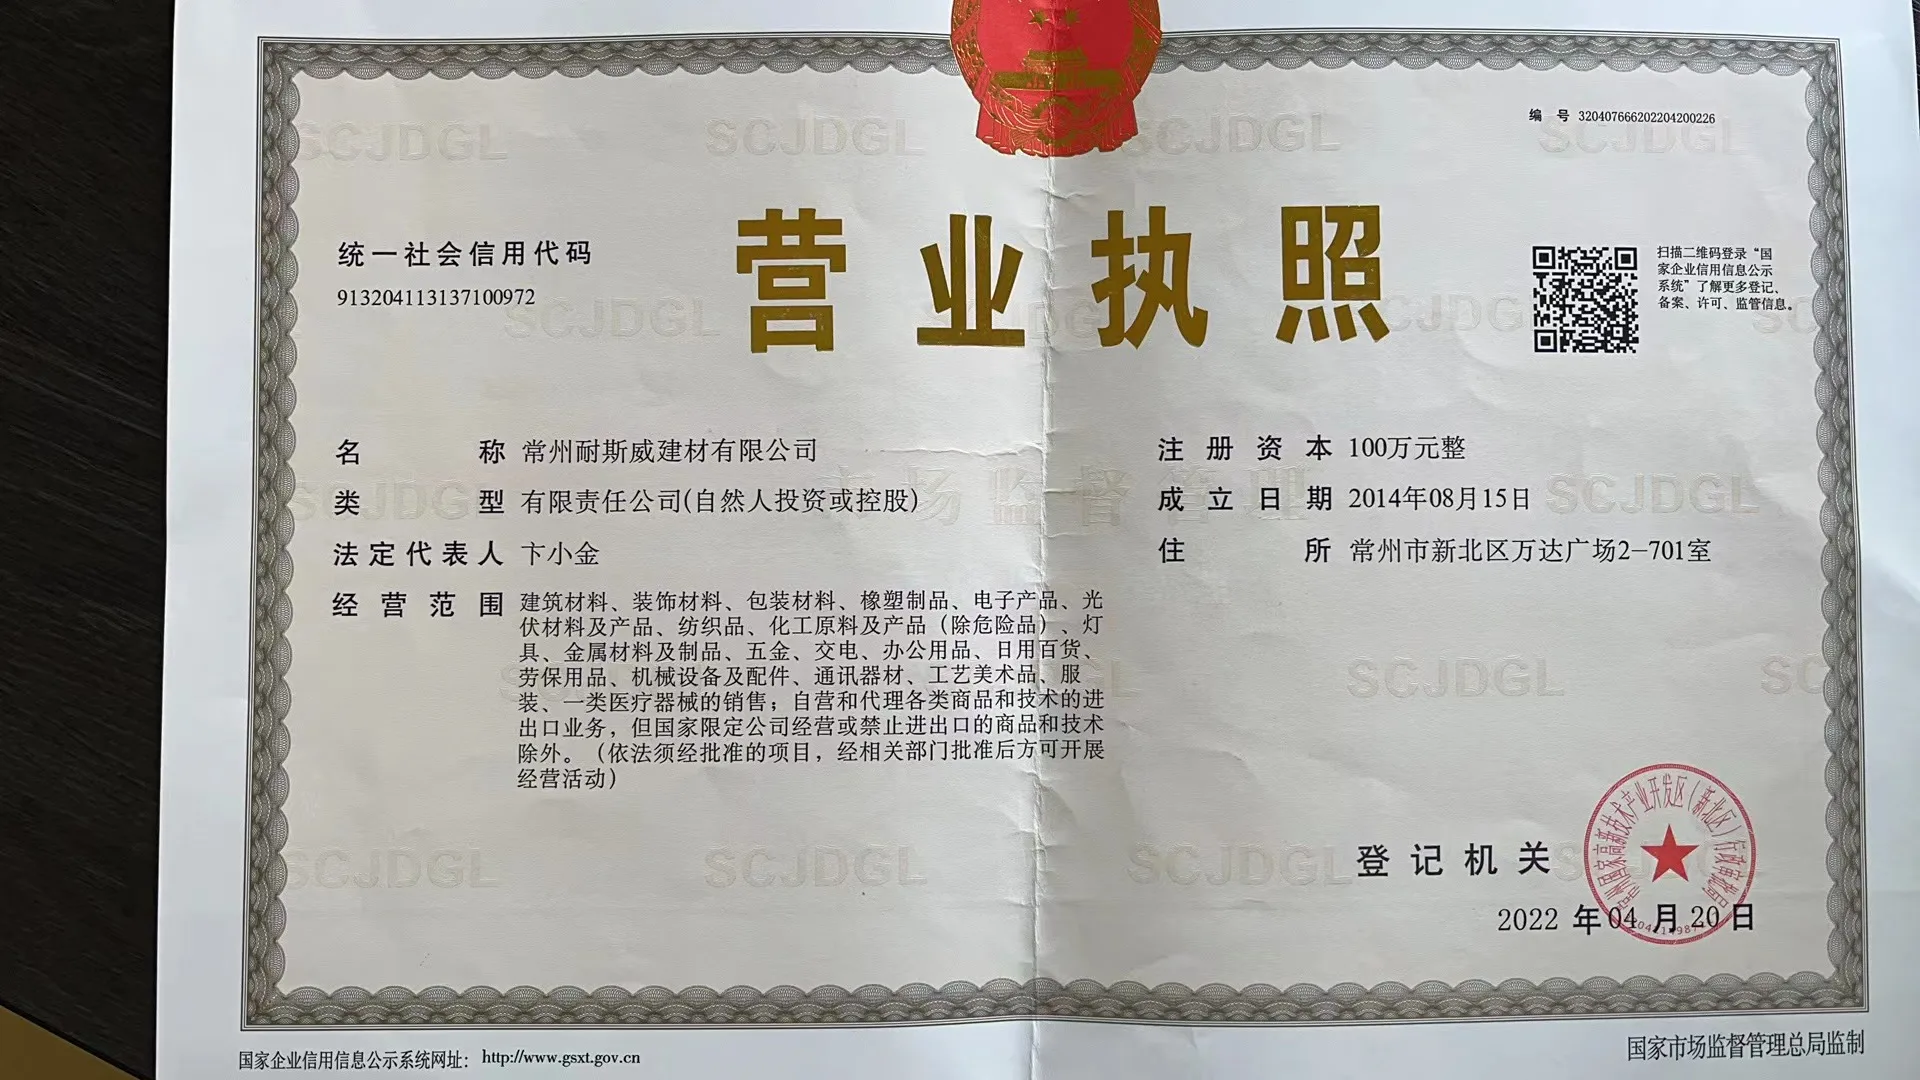 编号 320407666202204200226
统一社会信用代码
913204113137100972
营业执照
扫描二维码登录“国
家企业信用信息公示
系统”了解更多登记、
备案、许可、监管信息。
名称 常州耐斯威建材有限公司
类型 有限责任公司(自然人投资或控股)
法定代表人 卞小金
经营范围 建筑材料、装饰材料、包装材料、橡塑制品、电子产品、光
伏材料及产品、纺织品、化工原料及产品（除危险品）、灯
具、金属材料及制品、五金、交电、办公用品、日用百货、
劳保用品、机械设备及配件、通讯器材、工艺美术品、服
装、一类医疗器械的销售；自营和代理各类商品和技术的进
出口业务，但国家限定公司经营或禁止进出口的商品和技术
除外。（依法须经批准的项目，经相关部门批准后方可开展
经营活动）
注册资本 100万元整
成立日期 2014年08月15日
住所 常州市新北区万达广场2-701室
登记机关
2022 年 04 月 20 日
国家企业信用信息公示系统网址：http://www.gsxt.gov.cn
国家市场监督管理总局监制
SCJDGL
市场监督管理